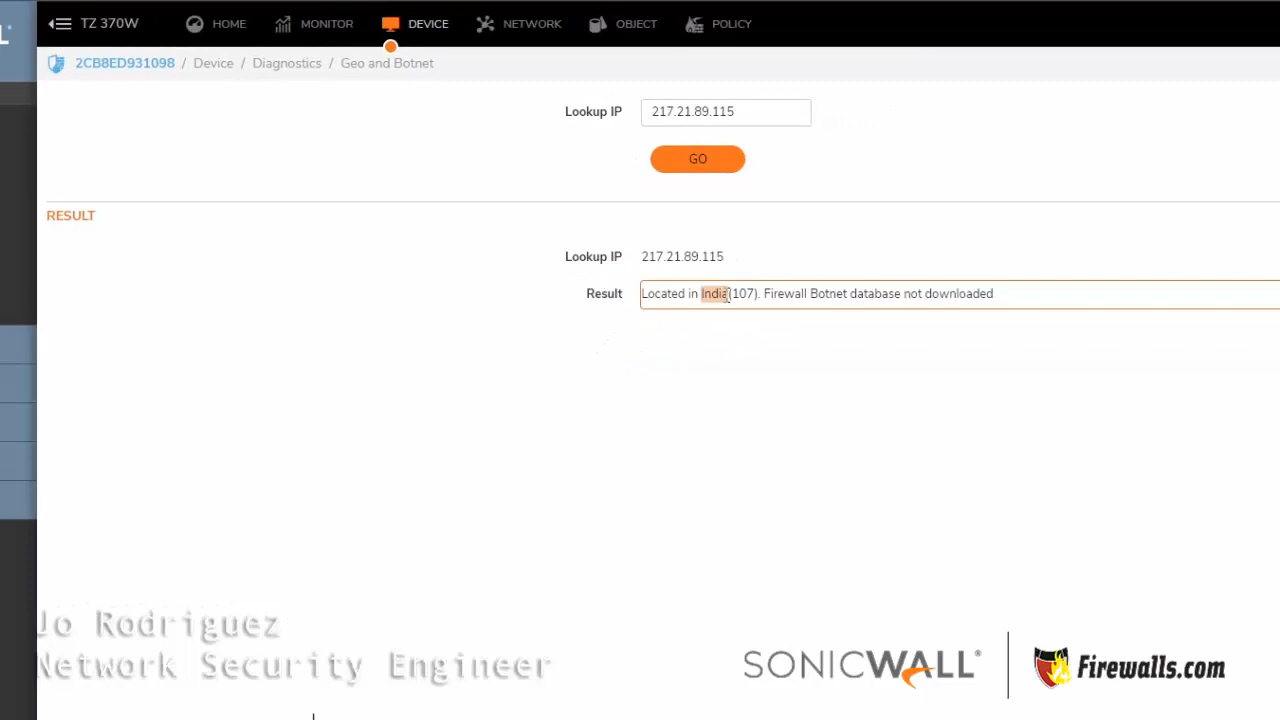 TZ 370W HOME MONITOR DEVICE NETWORK OBJECT POLICY
2CB8ED931098 / Device / Diagnostics / Geo and Botnet
Lookup IP 217.21.89.115
GO
RESULT
Lookup IP 217.21.89.115
Result Located in India(107). Firewall Botnet database not downloaded
Jo Rodriguez
Network Security Engineer
SONICWALL® Firewalls.com